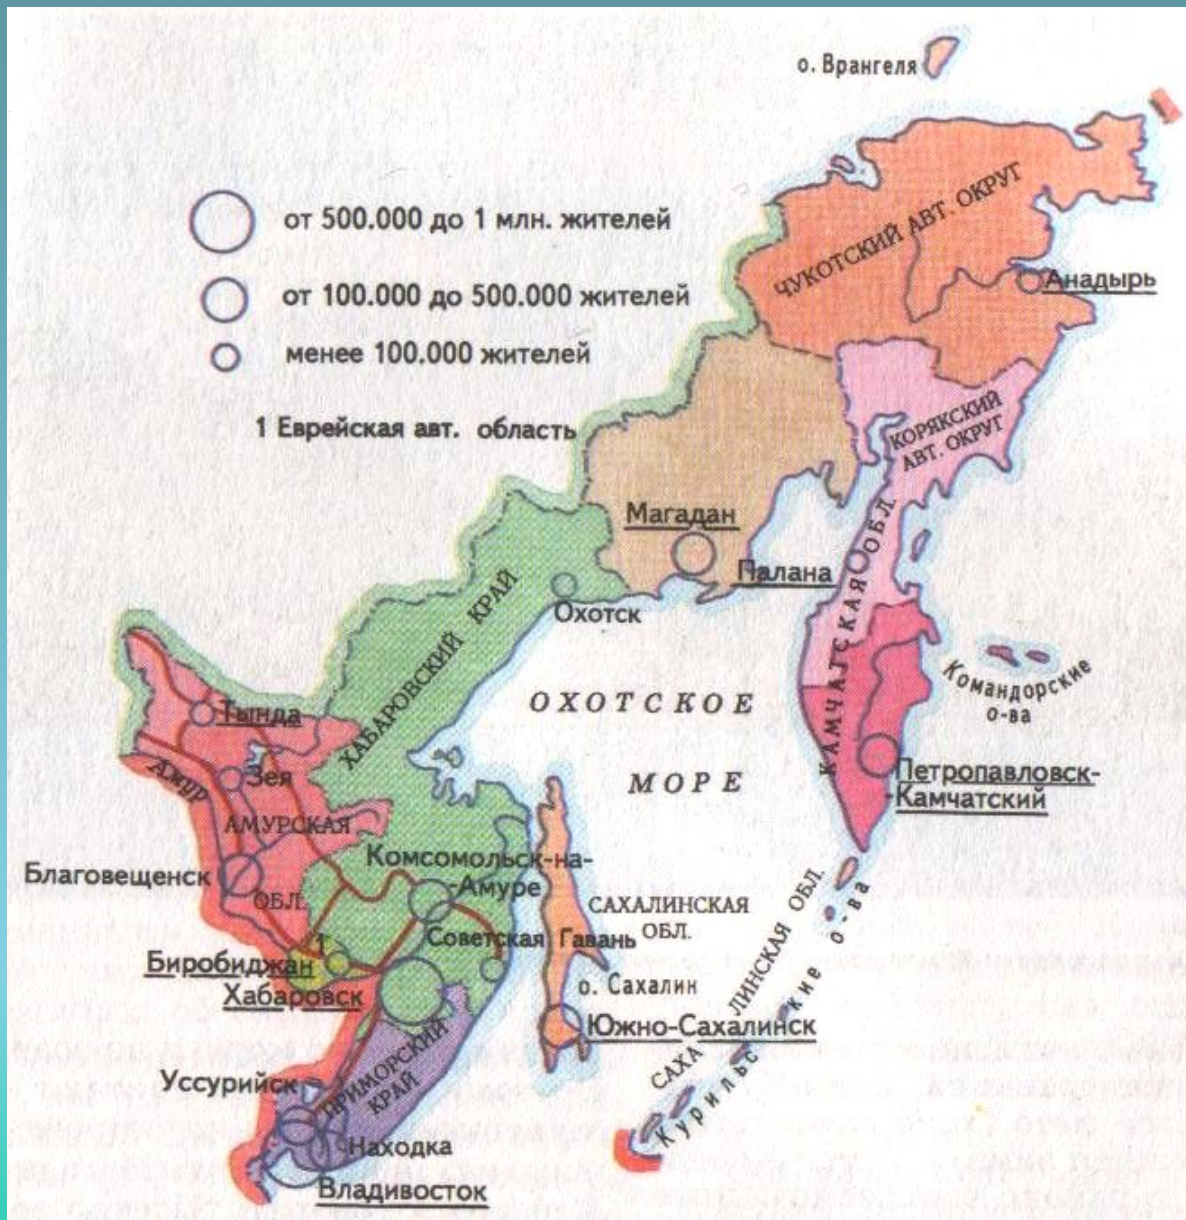 о. Врангеля
от 500.000 до 1 млн. жителей
от 100.000 до 500.000 жителей
менее 100.000 жителей
1 Еврейская авт. область
ЧУКОТСКИЙ АВТ. ОКРУГ
Анадырь
КОРЯКСКИЙ
АВТ. ОКРУГ
Магадан
Палана
Охотск
КАМЧАТСКАЯ ОБЛ.
ХАБАРОВСКИЙ КРАЙ
Командорские
о-ва
ОХОТСКОЕ
МОРЕ
Тында
Зея
Амур
АМУРСКАЯ
ОБЛ.
Петропавловск-
-Камчатский
Благовещенск
Комсомольск-на-
-Амуре
1
Советская Гавань
САХАЛИНСКАЯ
ОБЛ.
Биробиджан
Хабаровск
о. Сахалин
Южно-Сахалинск
САХАЛИНСКАЯ ОБЛ.
Курильские о-ва
Уссурийск
ПРИМОРСКИЙ
КРАЙ
Находка
Владивосток